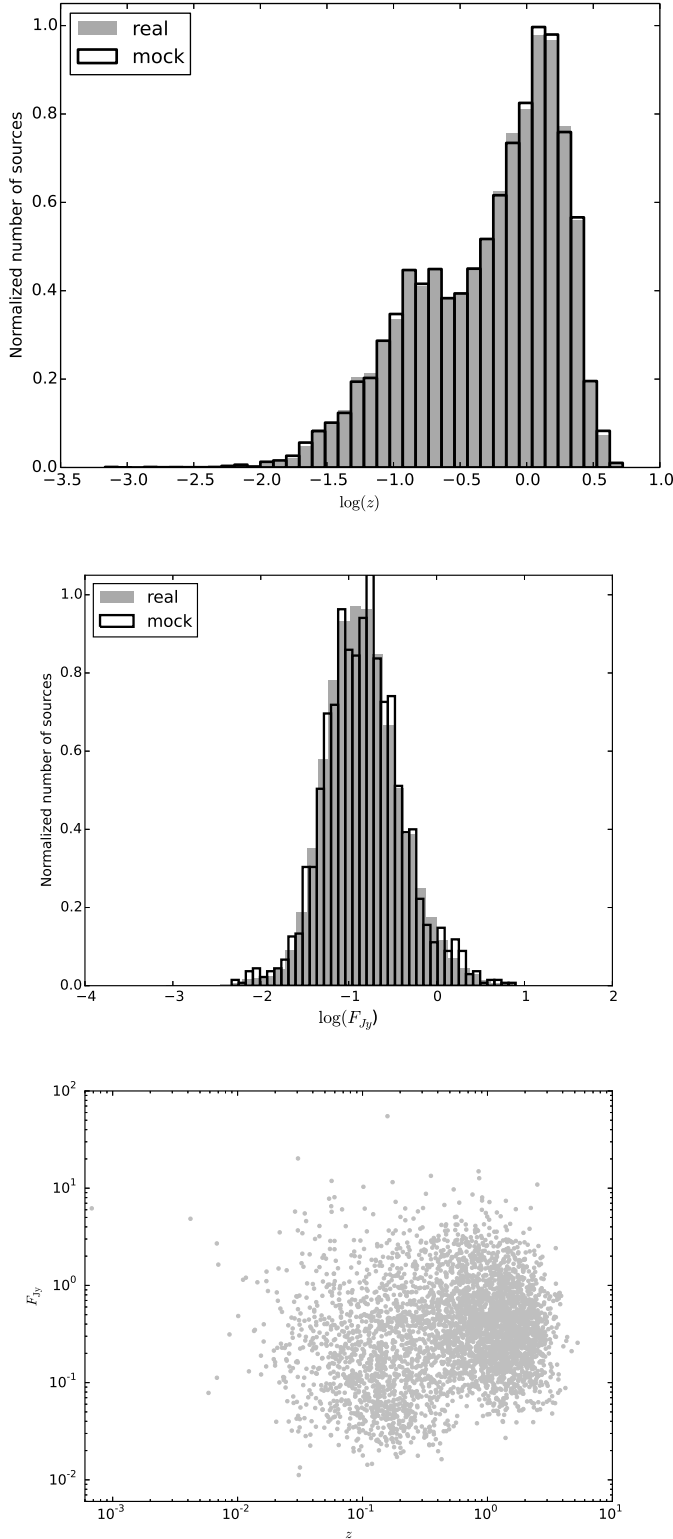 real
mock
Normalized number of sources
1.0
0.8
0.6
0.4
0.2
0.0
−3.5 −3.0 −2.5 −2.0 −1.5 −1.0 −0.5 0.0 0.5 1.0
log(z)
real
mock
Normalized number of sources
1.0
0.8
0.6
0.4
0.2
0.0
−4 −3 −2 −1 0 1 2
log(F_{Jy})
F_{Jy}
10^2
10^1
10^0
10^{-1}
10^{-2}
10^{-3} 10^{-2} 10^{-1} 10^0 10^1
z